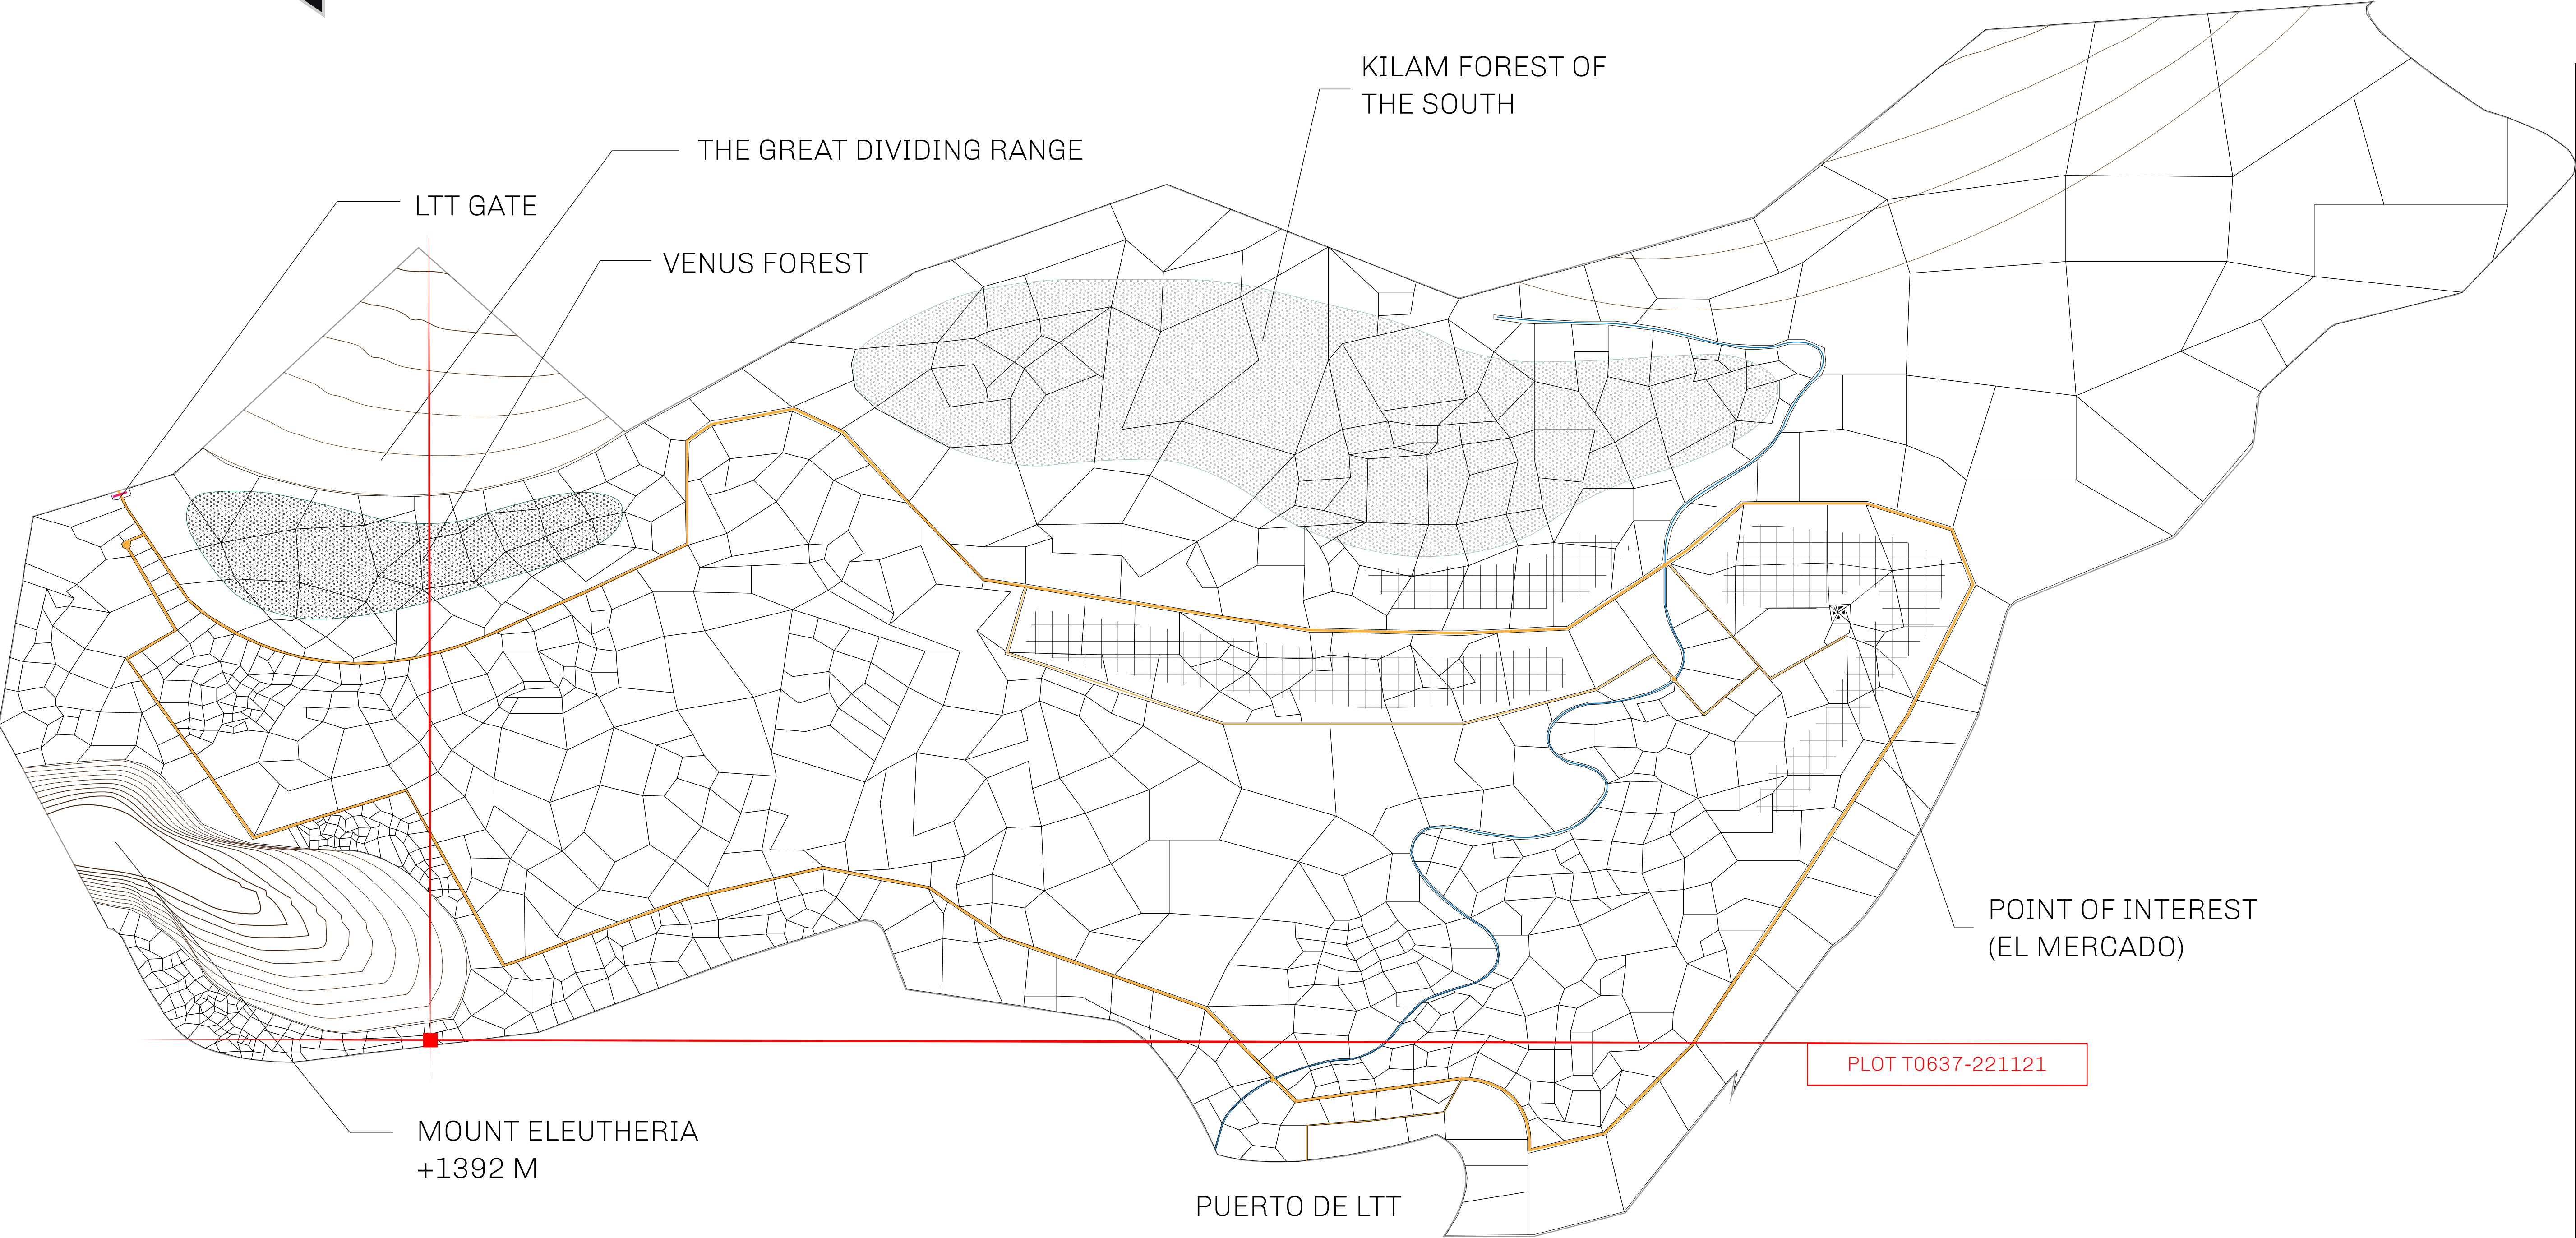 KILAM FOREST OF
THE SOUTH
THE GREAT DIVIDING RANGE
LTT GATE
VENUS FOREST
POINT OF INTEREST
(EL MERCADO)
PLOT T0637-221121
MOUNT ELEUTHERIA
+1392 M
PUERTO DE LTT